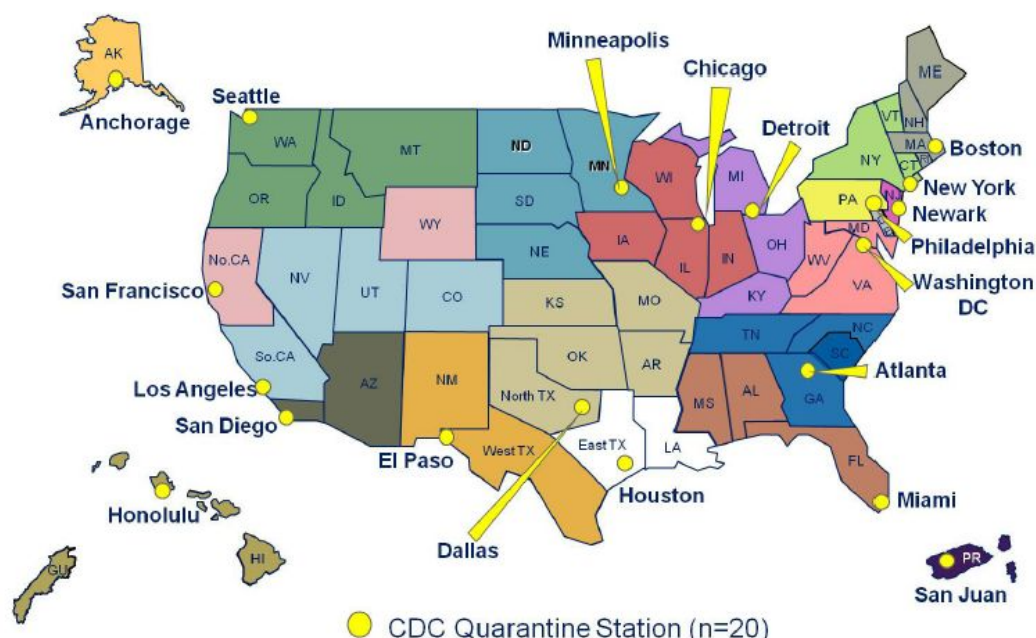 AK
Anchorage
Seattle
Minneapolis
Chicago
Detroit
WA
MT
ND
MN
OR
ID
WY
SD
WI
MI
ME
VT
NH
MA
Boston
NY
CT
New York
PA
NJ
Newark
Philadelphia
No.CA
NV
UT
CO
NE
IA
IL
IN
OH
MD
WV
VA
Washington
DC
San Francisco
KS
MO
KY
So.CA
AZ
NM
OK
AR
TN
NC
SC
Los Angeles
San Diego
North TX
MS
AL
GA
Atlanta
El Paso
West TX
East TX
LA
FL
Houston
Miami
Dallas
Honolulu
HI
GU
PR
San Juan
CDC Quarantine Station (n=20)